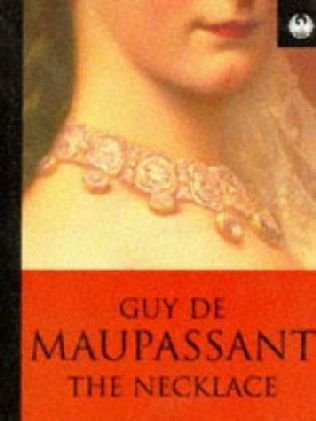 GUY DE
MAUPASSANT
THE NECKLACE